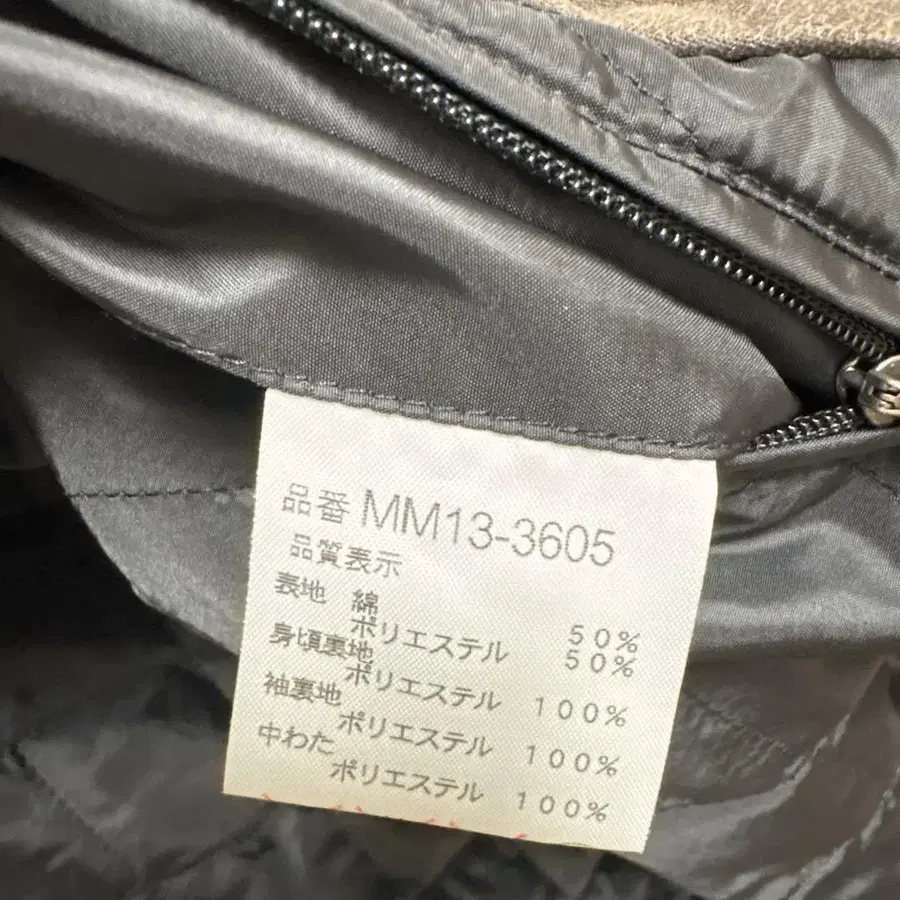 品番 MM13-3605
品質表示
表地 綿 50%
ポリエステル 50%
身頃裏地
ポリエステル 100%
袖裏地
ポリエステル 100%
中わた
ポリエステル 100%